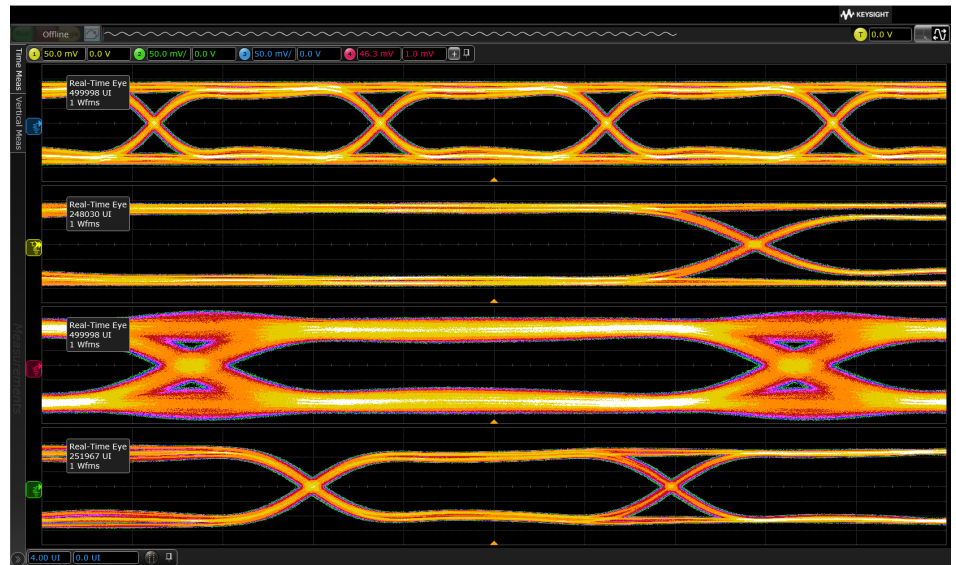 KEYSIGHT
Offline
T 0.0 V
1 50.0 mV 0.0 V 2 50.0 mV/ 0.0 V 3 50.0 mV/ 0.0 V 4 46.3 mV 1.0 mV
Time Meas
Vertical Meas
Measurements
Real-Time Eye
499998 UI
1 Wfms
Real-Time Eye
248030 UI
1 Wfms
Real-Time Eye
499998 UI
1 Wfms
Real-Time Eye
251967 UI
1 Wfms
4.00 UI 0.0 UI